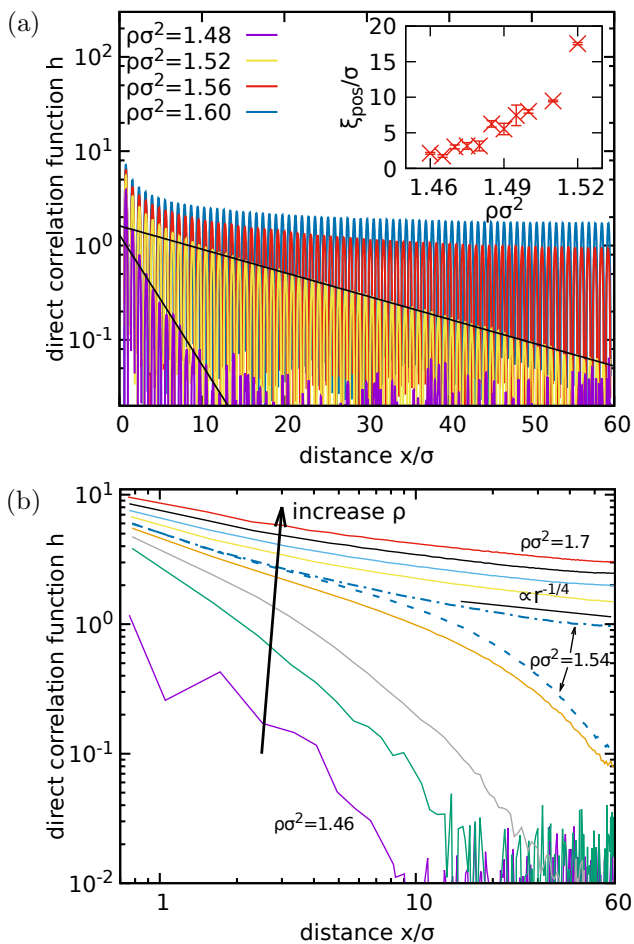 (a)
direct correlation function h
10²
10¹
10⁰
10⁻¹
ρσ²=1.48
ρσ²=1.52
ρσ²=1.56
ρσ²=1.60
ξpos/σ
20
15
10
5
0
1.46 1.49 1.52
ρσ²
0 10 20 30 40 50 60
distance x/σ
(b)
direct correlation function h
10¹
10⁰
10⁻¹
10⁻²
increase ρ
ρσ²=1.7
∝r⁻¹/⁴
ρσ²=1.54
ρσ²=1.46
1 10 60
distance x/σ